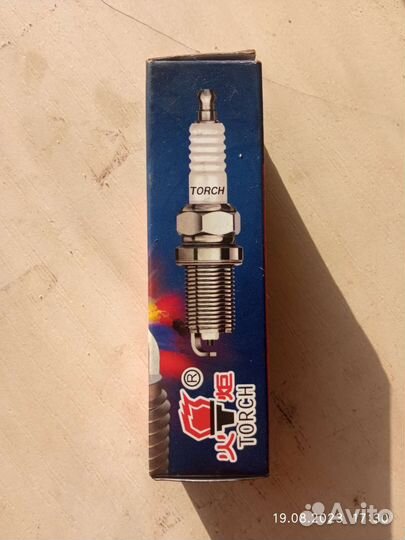 TORCH
®
火炬
TORCH
19.08.2023 17:30
Avito